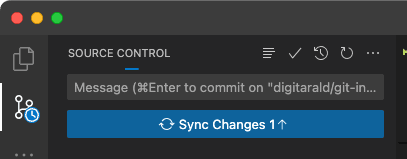 SOURCE CONTROL
Message (⌘Enter to commit on "digitarald/git-in...
Sync Changes 1↑